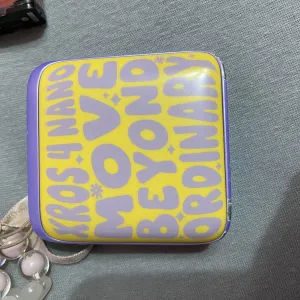 XROS 4 NANO
MOVE
BEYOND
ORDINARY